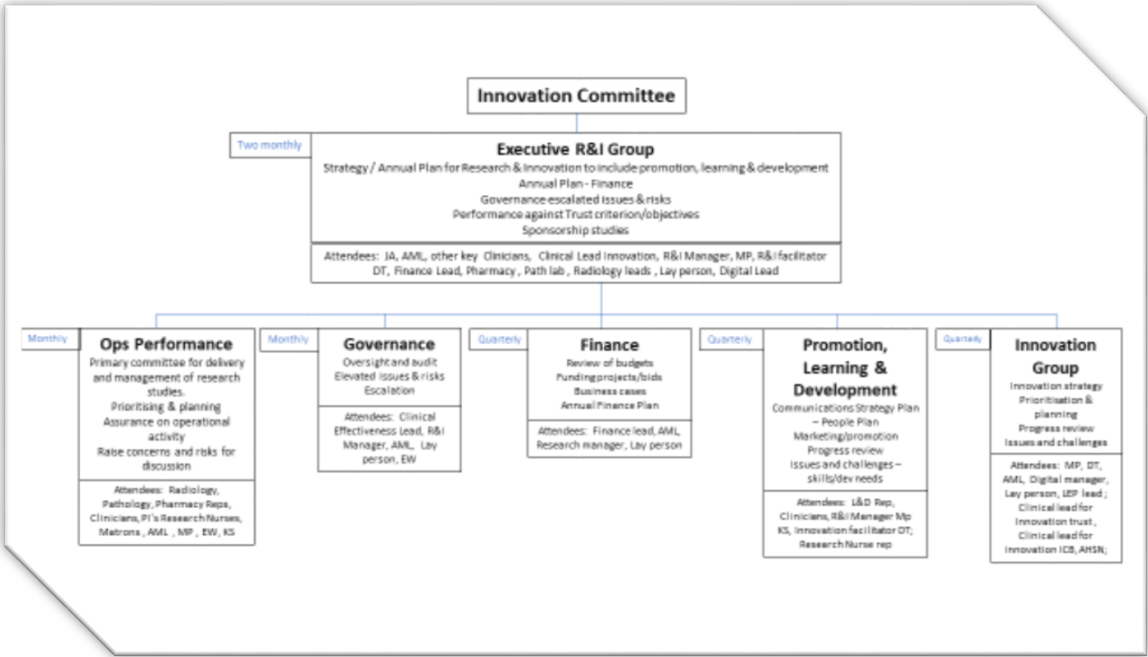 Innovation Committee
Two monthly
Executive R&I Group
Strategy / Annual Plan for Research & Innovation to include promotion, learning & development
Annual Plan - Finance
Governance escalated issues & risks
Performance against Trust criterion/objectives
Sponsorship studies
Attendees: JA, AML, other key Clinicians, Clinical Lead Innovation, R&I Manager, MP, R&I facilitator
DT, Finance Lead, Pharmacy , Path lab , Radiology leads , Lay person, Digital Lead
Monthly
Ops Performance
Primary committee for delivery
and management of research
studies.
Prioritising & planning
Assurance on operational
activity
Raise concerns and risks for
discussion
Attendees: Radiology,
Pathology, Pharmacy Reps,
Clinicians, PI's Research Nurses,
Matrons , AML , MP , EW, KS
Monthly
Governance
Oversight and audit
Elevated issues & risks
Escalation
Attendees: Clinical
Effectiveness Lead, R&I
Manager, AML, Lay
person, EW
Quarterly
Finance
Review of budgets
Funding projects/bids
Business cases
Annual Finance Plan
Attendees: Finance lead, AML,
Research manager, Lay person
Quarterly
Promotion,
Learning &
Development
Communications Strategy Plan
– People Plan
Marketing/promotion
Progress review
Issues and challenges –
skills/dev needs
Attendees: L&D Rep,
Clinicians, R&I Manager Mp
KS, Innovation facilitator DT;
Research Nurse rep
Quarterly
Innovation
Group
Innovation strategy
Prioritisation &
planning
Progress review
Issues and challenges
Attendees: MP, DT,
AML, Digital manager,
Lay person, LEP lead ;
Clinical lead for
Innovation trust ,
Clinical lead for
innovation ICB, AHSN;